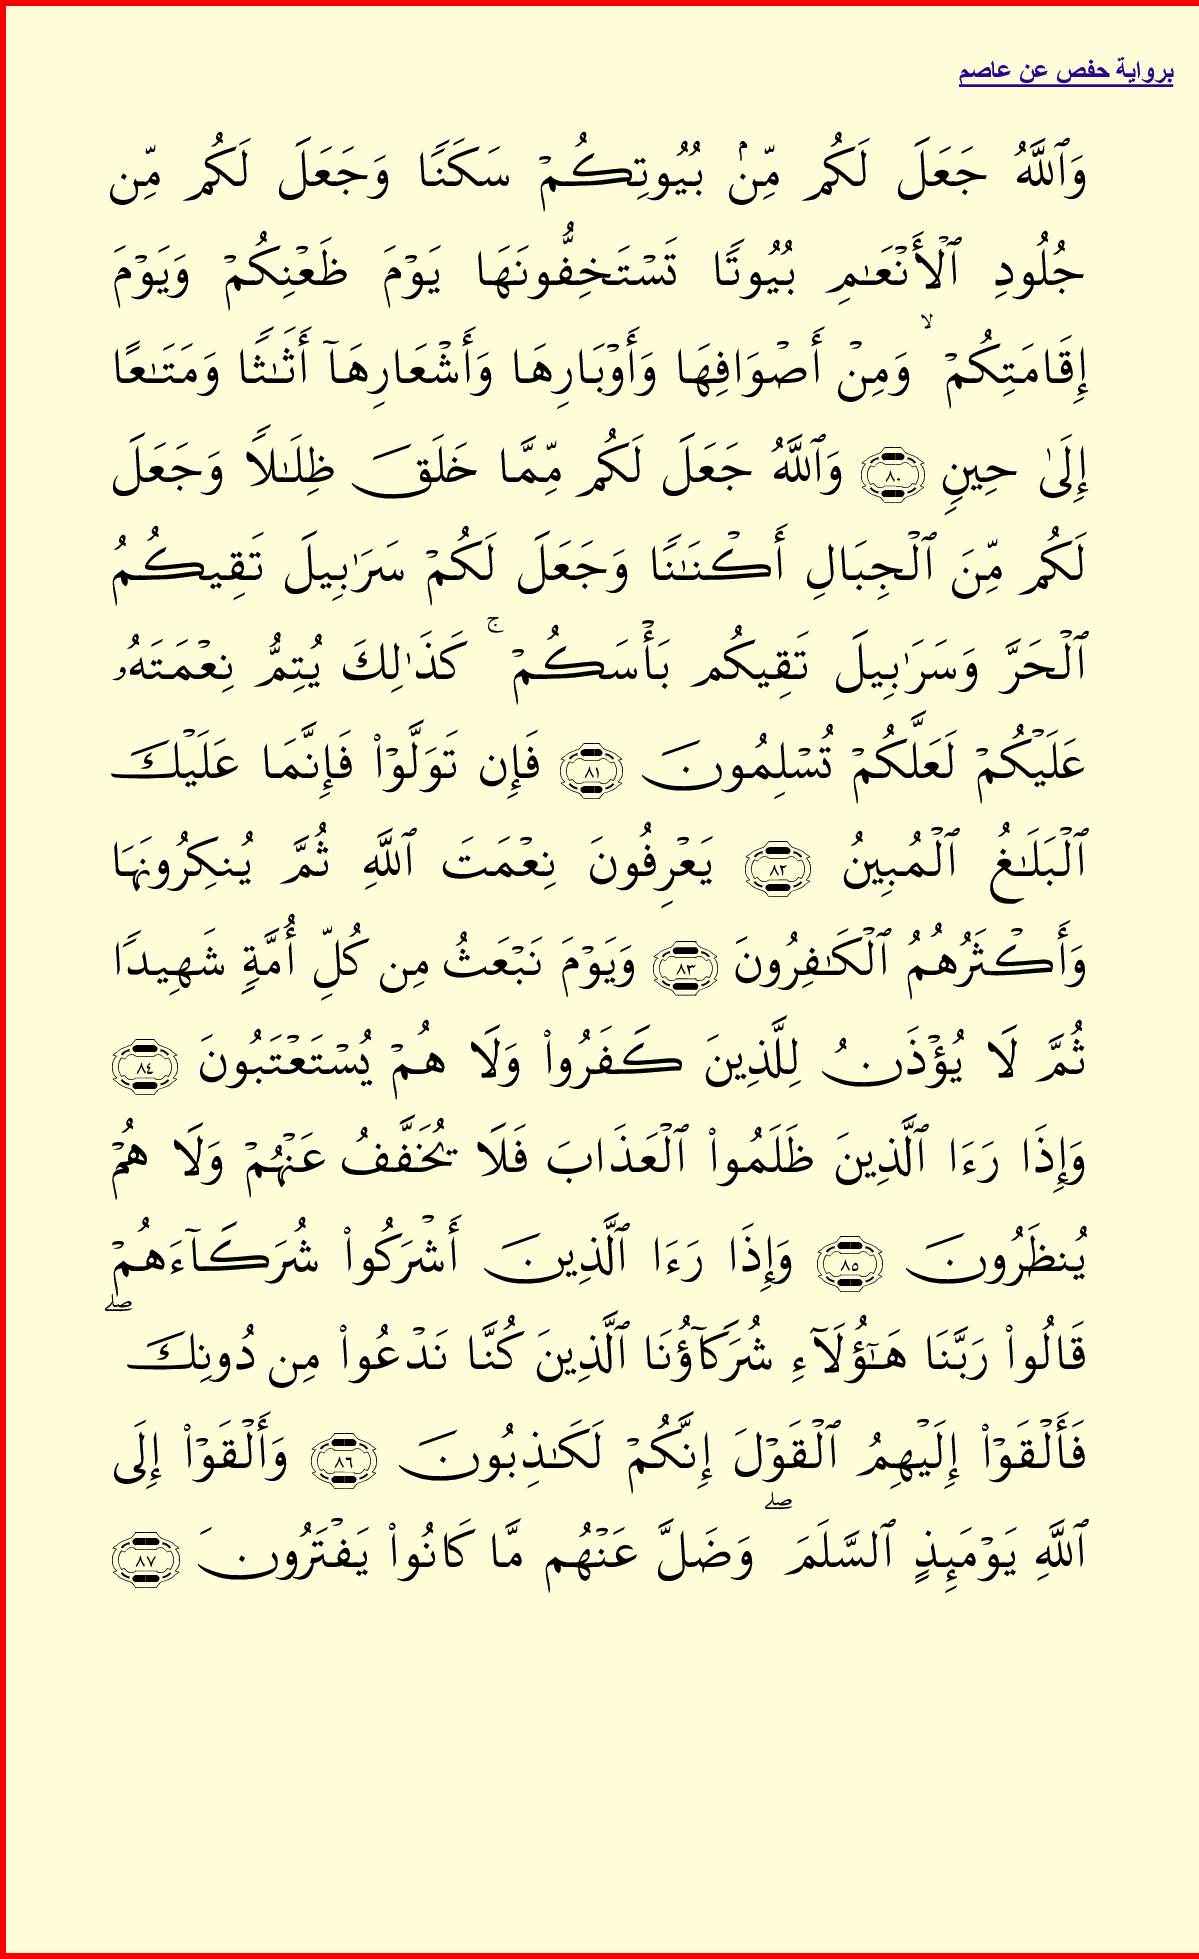 برواية حفص عن عاصم
وَٱللَّهُ جَعَلَ لَكُم مِّنۢ بُيُوتِكُمْ سَكَنًا وَجَعَلَ لَكُم مِّن
جُلُودِ ٱلْأَنْعَـٰمِ بُيُوتًا تَسْتَخِفُّونَهَا يَوْمَ ظَعْنِكُمْ وَيَوْمَ
إِقَامَتِكُمْ ۙ وَمِنْ أَصْوَافِهَا وَأَوْبَارِهَا وَأَشْعَارِهَآ أَثَـٰثًا وَمَتَـٰعًا
إِلَىٰ حِينٍ ٨٠ وَٱللَّهُ جَعَلَ لَكُم مِّمَّا خَلَقَ ظِلَـٰلًا وَجَعَلَ
لَكُم مِّنَ ٱلْجِبَالِ أَكْنَـٰنًا وَجَعَلَ لَكُمْ سَرَٰبِيلَ تَقِيكُمُ
ٱلْحَرَّ وَسَرَٰبِيلَ تَقِيكُم بَأْسَكُمْ ۚ كَذَٰلِكَ يُتِمُّ نِعْمَتَهُۥ
عَلَيْكُمْ لَعَلَّكُمْ تُسْلِمُونَ ٨١ فَإِن تَوَلَّوْا۟ فَإِنَّمَا عَلَيْكَ
ٱلْبَلَـٰغُ ٱلْمُبِينُ ٨٢ يَعْرِفُونَ نِعْمَتَ ٱللَّهِ ثُمَّ يُنكِرُونَهَا
وَأَكْثَرُهُمُ ٱلْكَـٰفِرُونَ ٨٣ وَيَوْمَ نَبْعَثُ مِن كُلِّ أُمَّةٍ شَهِيدًا
ثُمَّ لَا يُؤْذَنُ لِلَّذِينَ كَفَرُوا۟ وَلَا هُمْ يُسْتَعْتَبُونَ ٨٤
وَإِذَا رَءَا ٱلَّذِينَ ظَلَمُوا۟ ٱلْعَذَابَ فَلَا يُخَفَّفُ عَنْهُمْ وَلَا هُمْ
يُنظَرُونَ ٨٥ وَإِذَا رَءَا ٱلَّذِينَ أَشْرَكُوا۟ شُرَكَآءَهُمْ
قَالُوا۟ رَبَّنَا هَـٰٓؤُلَآءِ شُرَكَآؤُنَا ٱلَّذِينَ كُنَّا نَدْعُوا۟ مِن دُونِكَ ۖ
فَأَلْقَوْا۟ إِلَيْهِمُ ٱلْقَوْلَ إِنَّكُمْ لَكَـٰذِبُونَ ٨٦ وَأَلْقَوْا۟ إِلَى
ٱللَّهِ يَوْمَئِذٍ ٱلسَّلَمَ ۖ وَضَلَّ عَنْهُم مَّا كَانُوا۟ يَفْتَرُونَ ٨٧